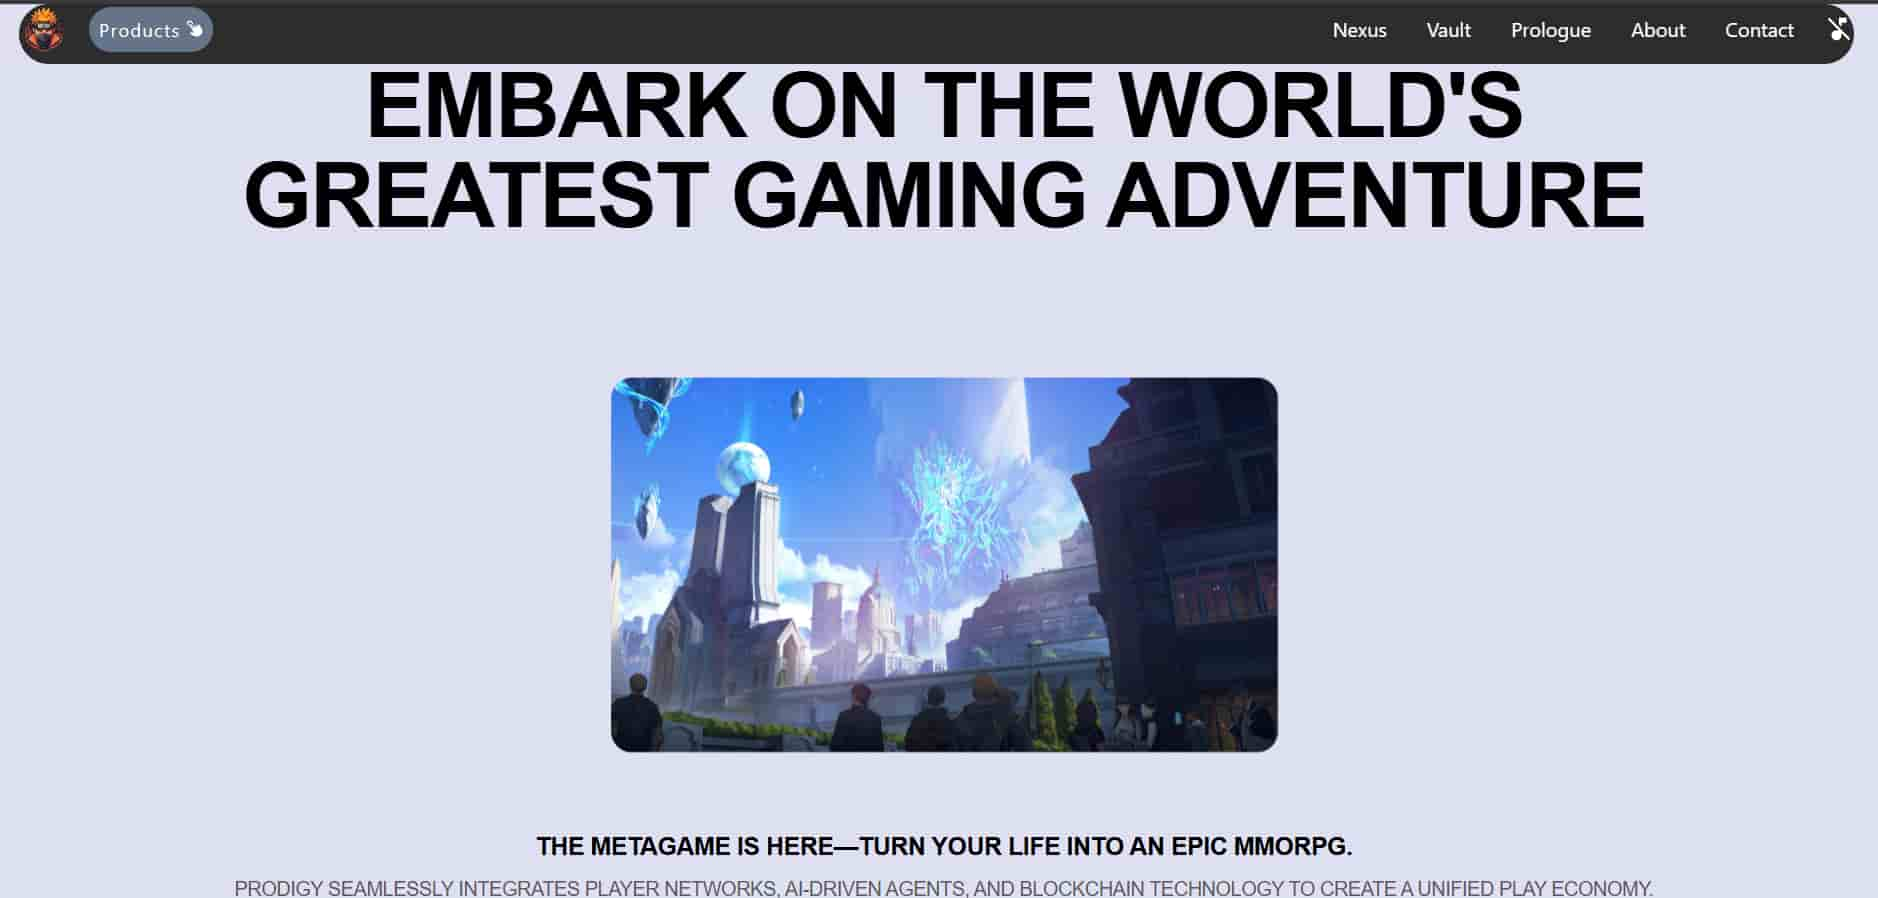 Products
Nexus
Vault
Prologue
About
Contact
EMBARK ON THE WORLD'S
GREATEST GAMING ADVENTURE
THE METAGAME IS HERE—TURN YOUR LIFE INTO AN EPIC MMORPG.
PRODIGY SEAMLESSLY INTEGRATES PLAYER NETWORKS, AI-DRIVEN AGENTS, AND BLOCKCHAIN TECHNOLOGY TO CREATE A UNIFIED PLAY ECONOMY.